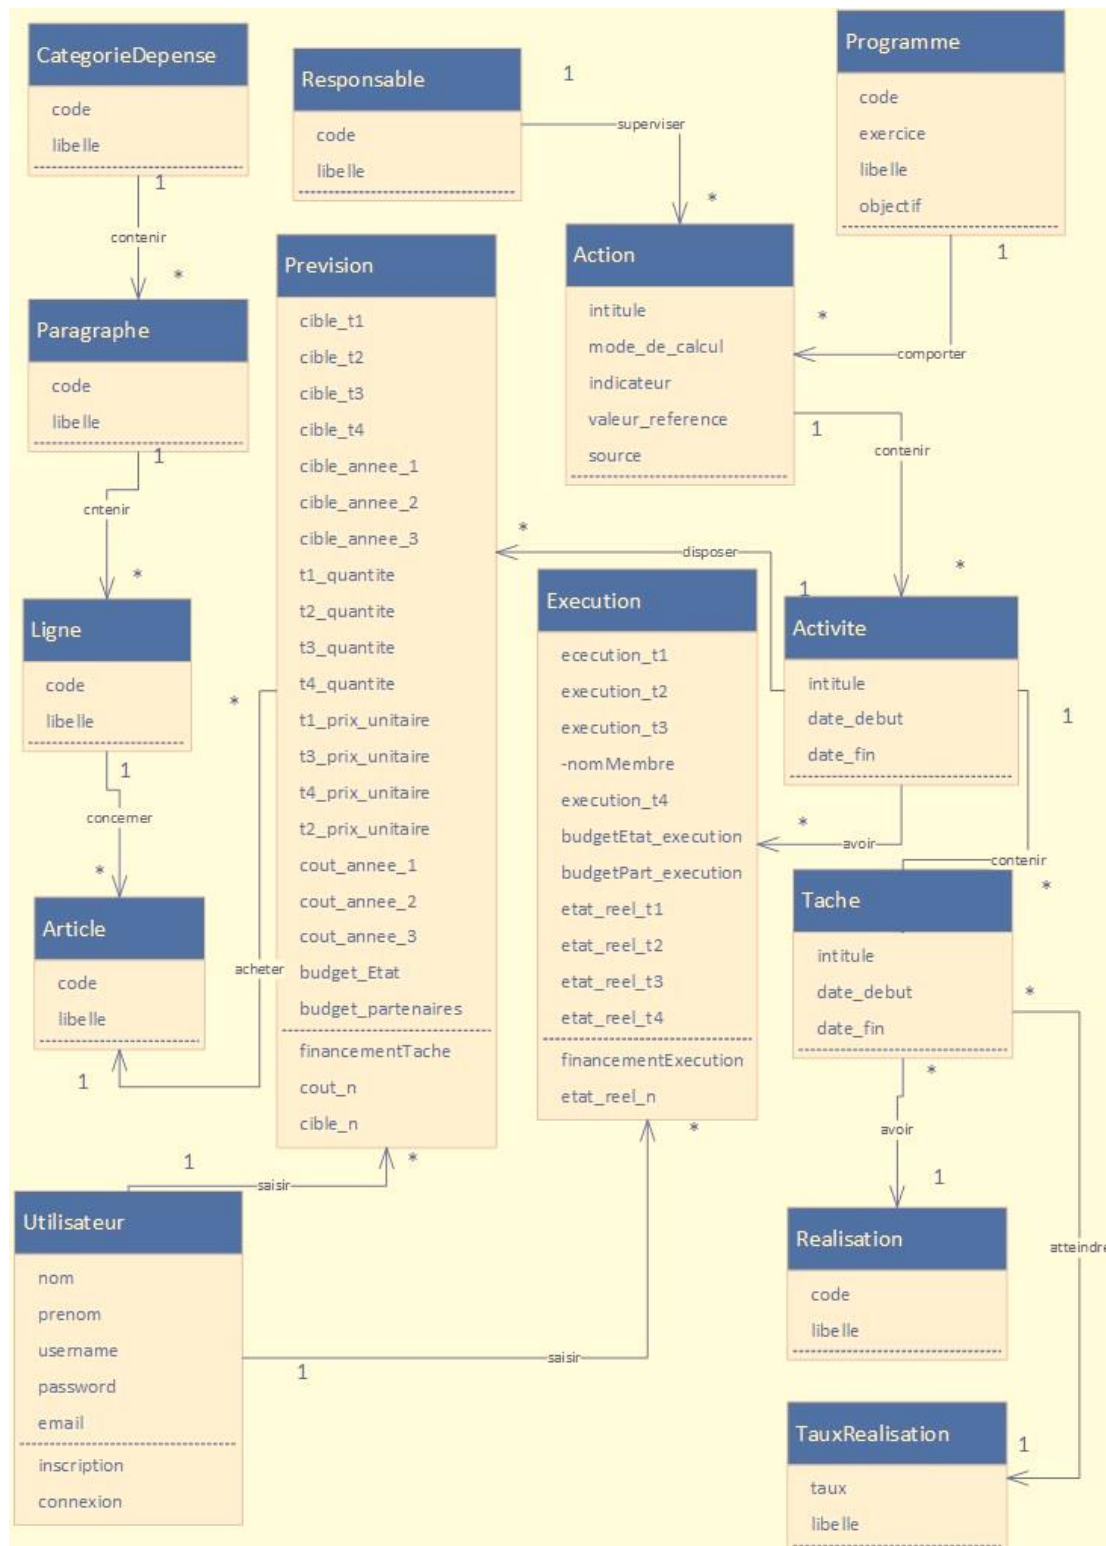 CategorieDepense
code
libelle
1
contenir
*
Paragraphe
code
libelle
1
cntenir
*
Ligne
code
libelle
1
concerner
*
Article
code
libelle
1
Responsable
code
libelle
1
superviser
*
Programme
code
exercice
libelle
objectif
1
*
comporter
Action
intitule
mode_de_calcul
indicateur
valeur_reference
source
1
contenir
*
Prevision
cible_t1
cible_t2
cible_t3
cible_t4
cible_annee_1
cible_annee_2
cible_annee_3
t1_quantite
t2_quantite
t3_quantite
t4_quantite
t1_prix_unitaire
t3_prix_unitaire
t4_prix_unitaire
t2_prix_unitaire
cout_annee_1
cout_annee_2
cout_annee_3
budget_Etat
budget_partenaires
financementTache
cout_n
cible_n
*
acheter
*
disposer
1
Execution
ececution_t1
execution_t2
execution_t3
-nomMembre
execution_t4
budgetEtat_execution
budgetPart_execution
etat_reel_t1
etat_reel_t2
etat_reel_t3
etat_reel_t4
financementExecution
etat_reel_n
Activite
intitule
date_debut
date_fin
1
*
avoir
contenir
*
Tache
intitule
date_debut
date_fin
*
*
avoir
1
atteindre
Realisation
code
libelle
TauxRealisation
taux
libelle
1
Utilisateur
nom
prenom
username
password
email
inscription
connexion
1
saisir
*
1
saisir
*